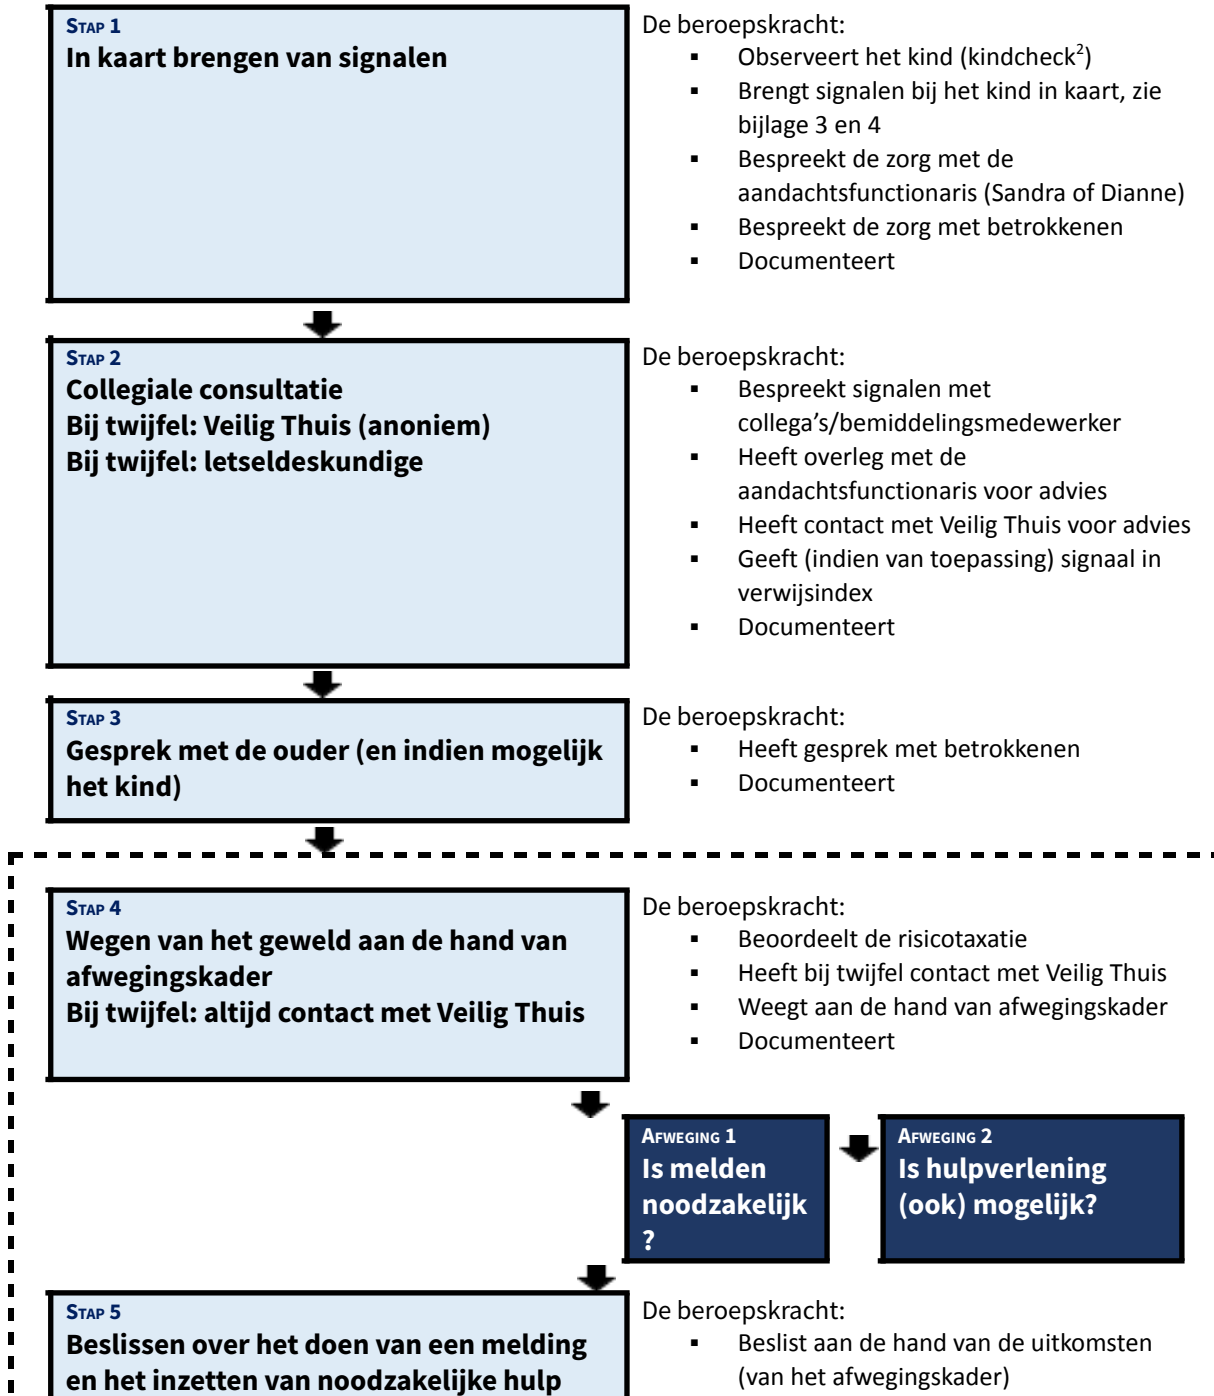 Stap 1
In kaart brengen van signalen
De beroepskracht:
▪ Observeert het kind (kindcheck²)
▪ Brengt signalen bij het kind in kaart, zie
bijlage 3 en 4
▪ Bespreekt de zorg met de
aandachtsfunctionaris (Sandra of Dianne)
▪ Bespreekt de zorg met betrokkenen
▪ Documenteert
Stap 2
Collegiale consultatie
Bij twijfel: Veilig Thuis (anoniem)
Bij twijfel: letseldeskundige
De beroepskracht:
▪ Bespreekt signalen met
collega’s/bemiddelingsmedewerker
▪ Heeft overleg met de
aandachtsfunctionaris voor advies
▪ Heeft contact met Veilig Thuis voor advies
▪ Geeft (indien van toepassing) signaal in
verwijsindex
▪ Documenteert
Stap 3
Gesprek met de ouder (en indien mogelijk
het kind)
De beroepskracht:
▪ Heeft gesprek met betrokkenen
▪ Documenteert
Stap 4
Wegen van het geweld aan de hand van
afwegingskader
Bij twijfel: altijd contact met Veilig Thuis
De beroepskracht:
▪ Beoordeelt de risicotaxatie
▪ Heeft bij twijfel contact met Veilig Thuis
▪ Weegt aan de hand van afwegingskader
▪ Documenteert
Afweging 1
Is melden
noodzakelijk
?
Afweging 2
Is hulpverlening
(ook) mogelijk?
Stap 5
Beslissen over het doen van een melding
en het inzetten van noodzakelijke hulp
De beroepskracht:
▪ Beslist aan de hand van de uitkomsten
(van het afwegingskader)